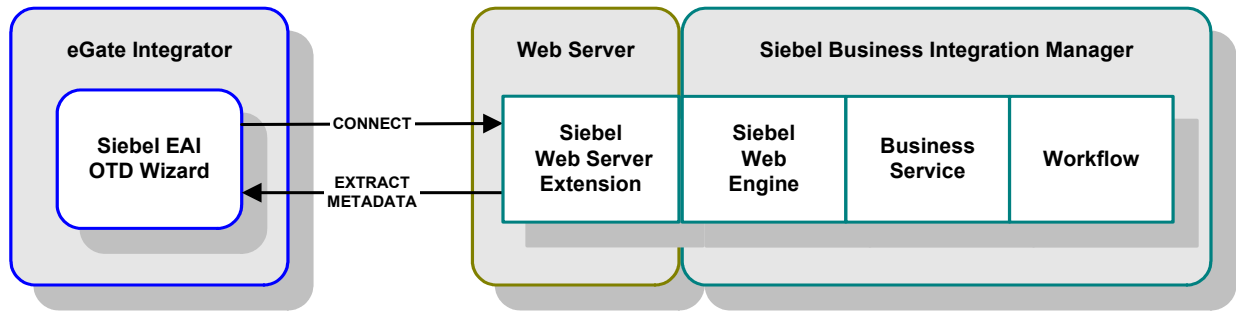 eGate Integrator
Web Server
Siebel Business Integration Manager
Siebel EAI
OTD Wizard
CONNECT
EXTRACT
METADATA
Siebel
Web Server
Extension
Siebel
Web
Engine
Business
Service
Workflow